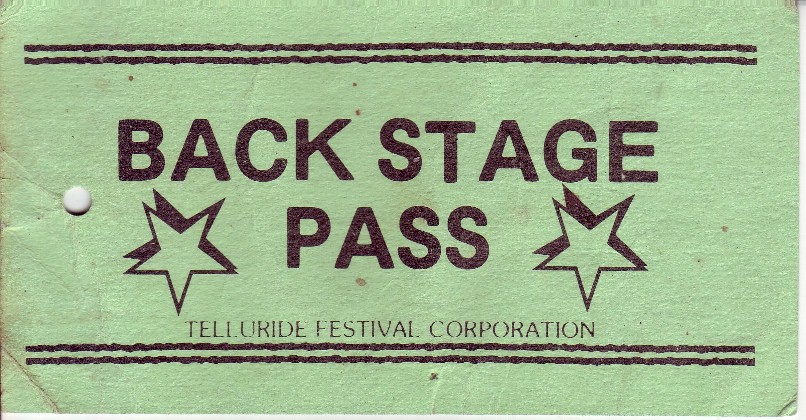 BACK STAGE
PASS
TELLURIDE FESTIVAL CORPORATION